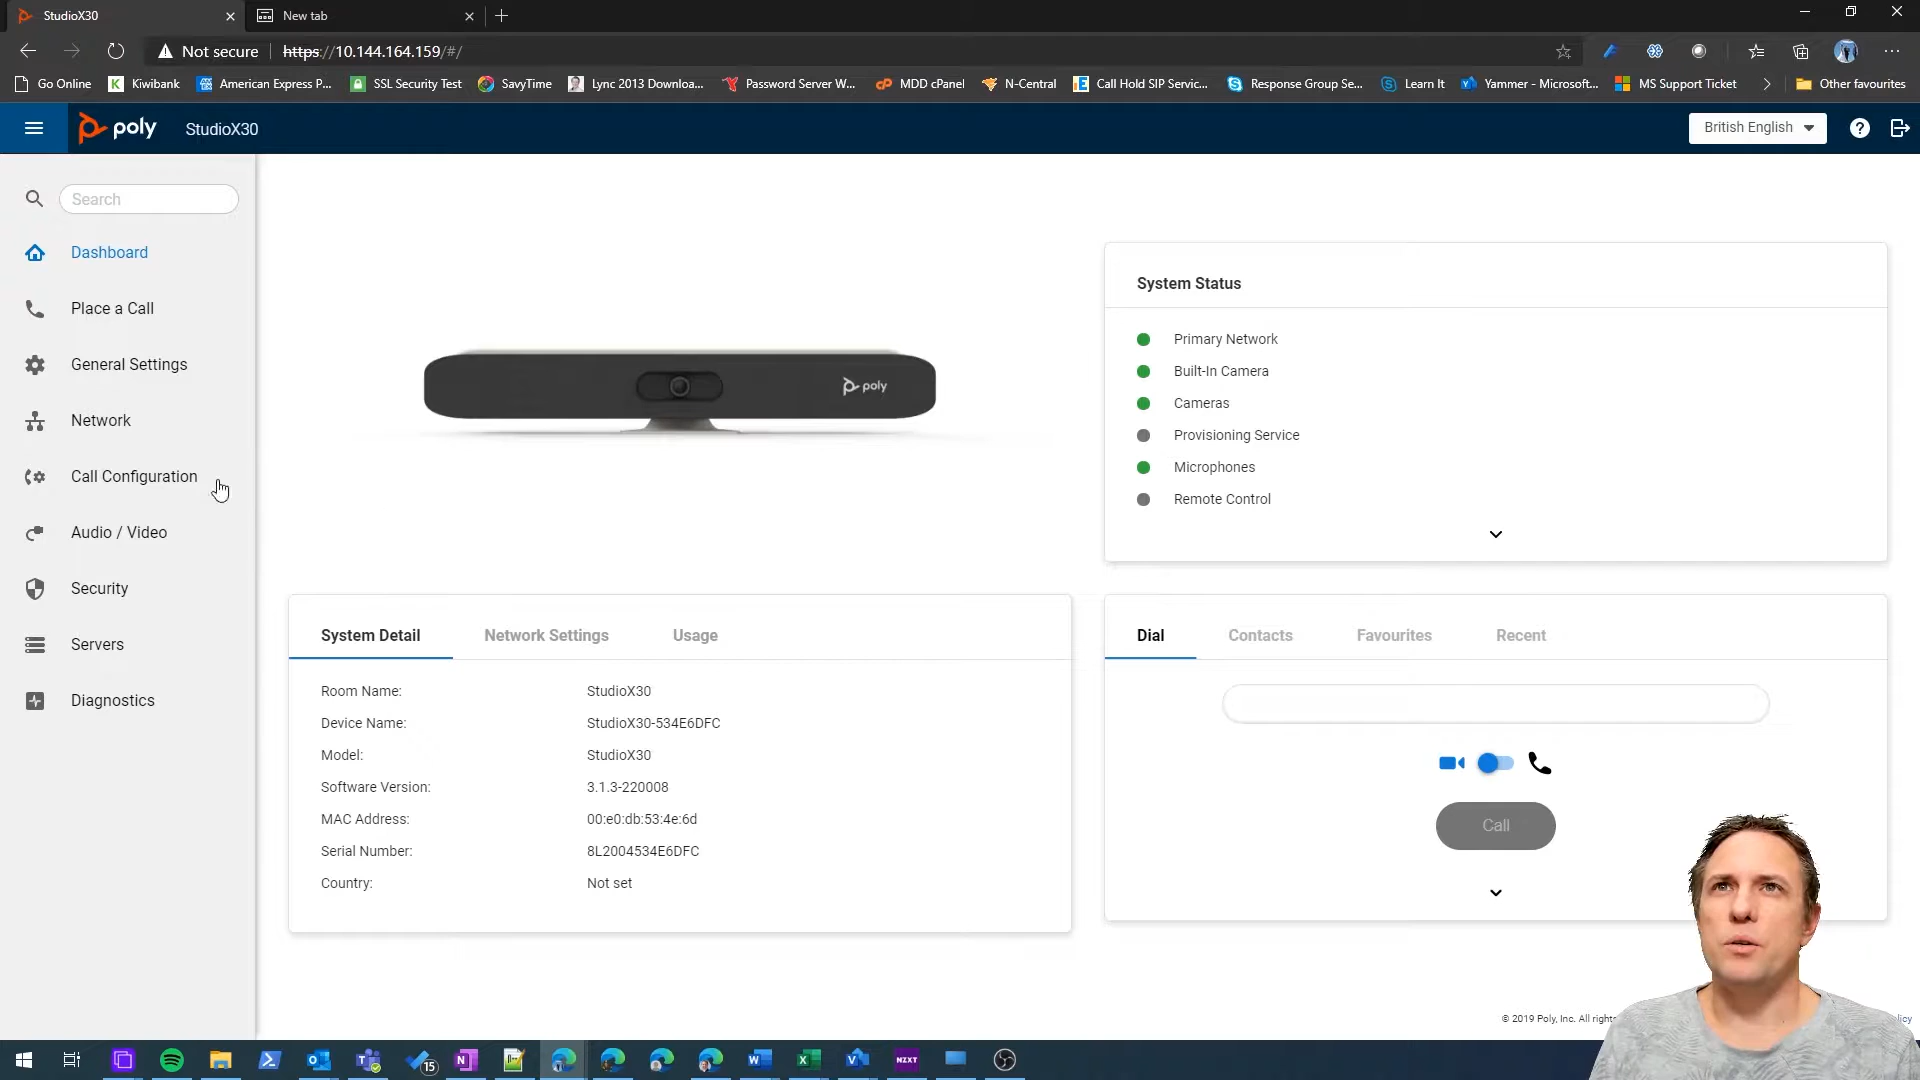 StudioX30
New tab
Not secure
https://10.144.164.159/#/
Go Online
Kiwibank
American Express P...
SSL Security Test
SavyTime
Lync 2013 Downloa...
Password Server W...
MDD cPanel
N-Central
Call Hold SIP Servic...
Response Group Se...
Learn It
Yammer - Microsoft...
MS Support Ticket
Other favourites
poly
StudioX30
British English
Search
Dashboard
Place a Call
General Settings
Network
Call Configuration
Audio / Video
Security
Servers
Diagnostics
poly
System Status
Primary Network
Built-In Camera
Cameras
Provisioning Service
Microphones
Remote Control
System Detail
Network Settings
Usage
Room Name: StudioX30
Device Name: StudioX30-534E6DFC
Model: StudioX30
Software Version: 3.1.3-220008
MAC Address: 00:e0:db:53:4e:6d
Serial Number: 8L2004534E6DFC
Country: Not set
Dial
Contacts
Favourites
Recent
Call
© 2019 Poly, Inc. All rights
15
NZXT